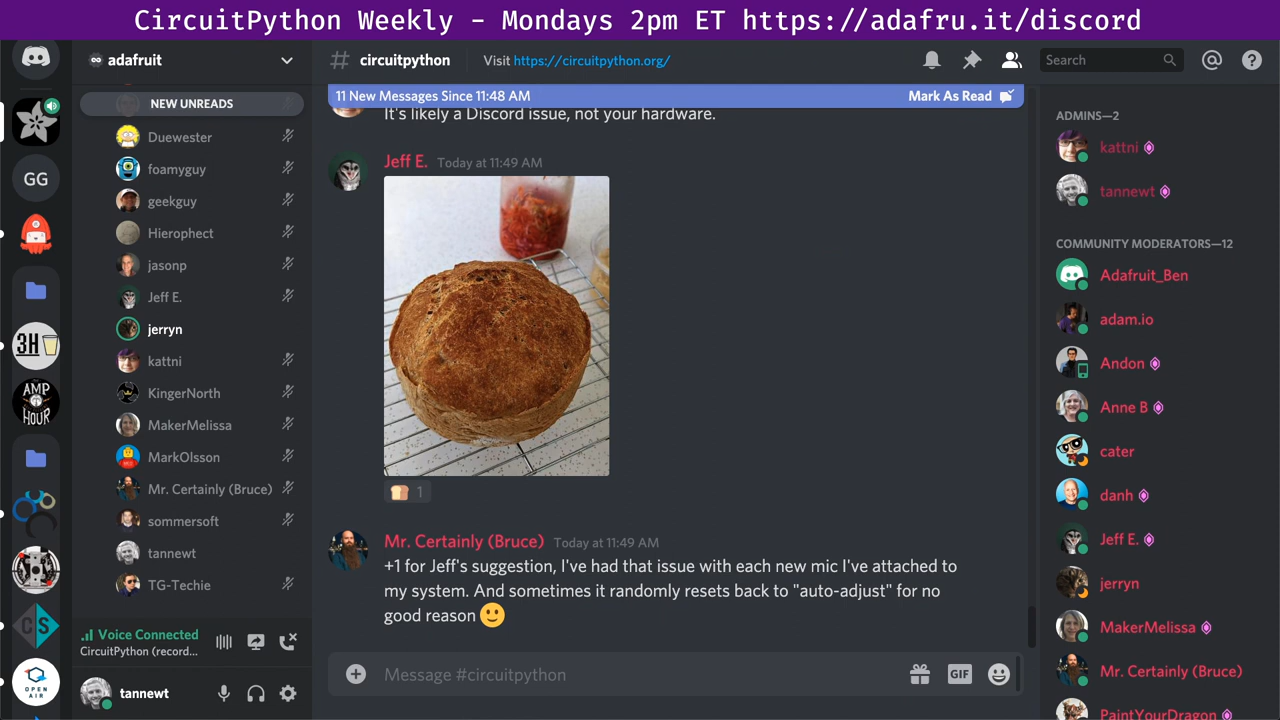 CircuitPython Weekly - Mondays 2pm ET https://adafru.it/discord
adafruit
# circuitpython
Visit https://circuitpython.org/
Search
NEW UNREADS
Duewester
foamyguy
geekguy
Hierophect
jasonp
Jeff E.
jerryn
kattni
KingerNorth
MakerMelissa
MarkOlsson
Mr. Certainly (Bruce)
sommersoft
tannewt
TG-Techie
Voice Connected
CircuitPython (record...
tannewt
GG
3H
THE
AMP
HOUR
CS
OPEN
AIR
11 New Messages Since 11:48 AM
Mark As Read
It's likely a Discord issue, not your hardware.
Jeff E. Today at 11:49 AM
1
Mr. Certainly (Bruce) Today at 11:49 AM
+1 for Jeff's suggestion, I've had that issue with each new mic I've attached to
my system. And sometimes it randomly resets back to "auto-adjust" for no
good reason 🙂
Message #circuitpython
GIF
ADMINS—2
kattni
tannewt
COMMUNITY MODERATORS—12
Adafruit_Ben
adam.io
Andon
Anne B
cater
danh
Jeff E.
jerryn
MakerMelissa
Mr. Certainly (Bruce)
PaintYourDragon